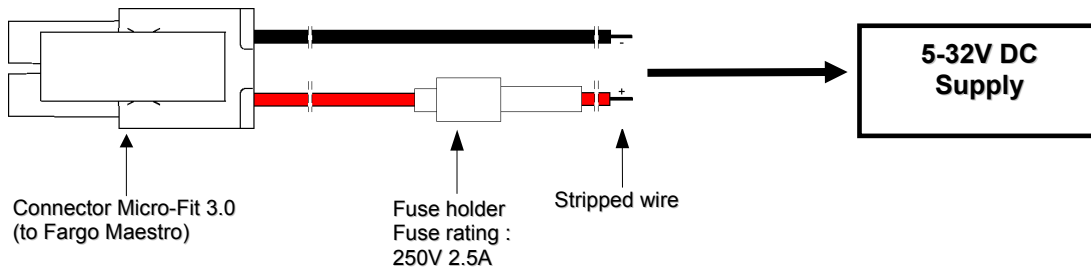 -
+
5-32V DC
Supply
Connector Micro-Fit 3.0
(to Fargo Maestro)
Fuse holder
Fuse rating :
250V 2.5A
Stripped wire